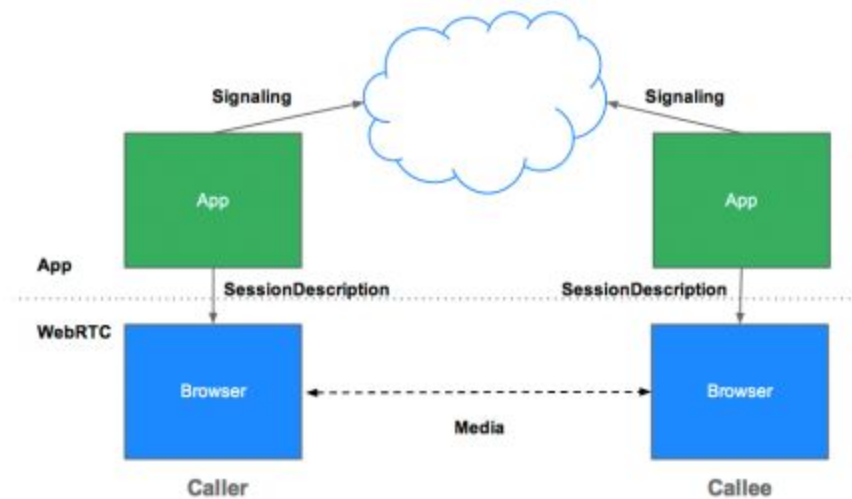 Signaling
Signaling
App
App
App
SessionDescription
SessionDescription
WebRTC
Browser
Browser
Media
Caller
Callee